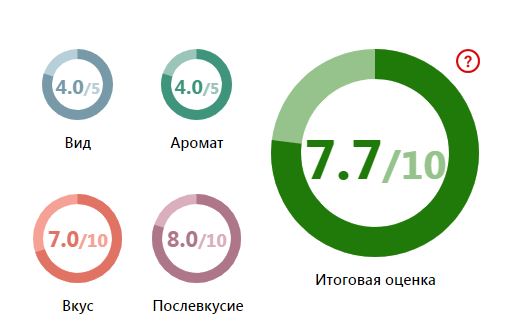 4.0/5
Вид
4.0/5
Аромат
7.0/10
Вкус
8.0/10
Послевкусие
?
7.7/10
Итоговая оценка